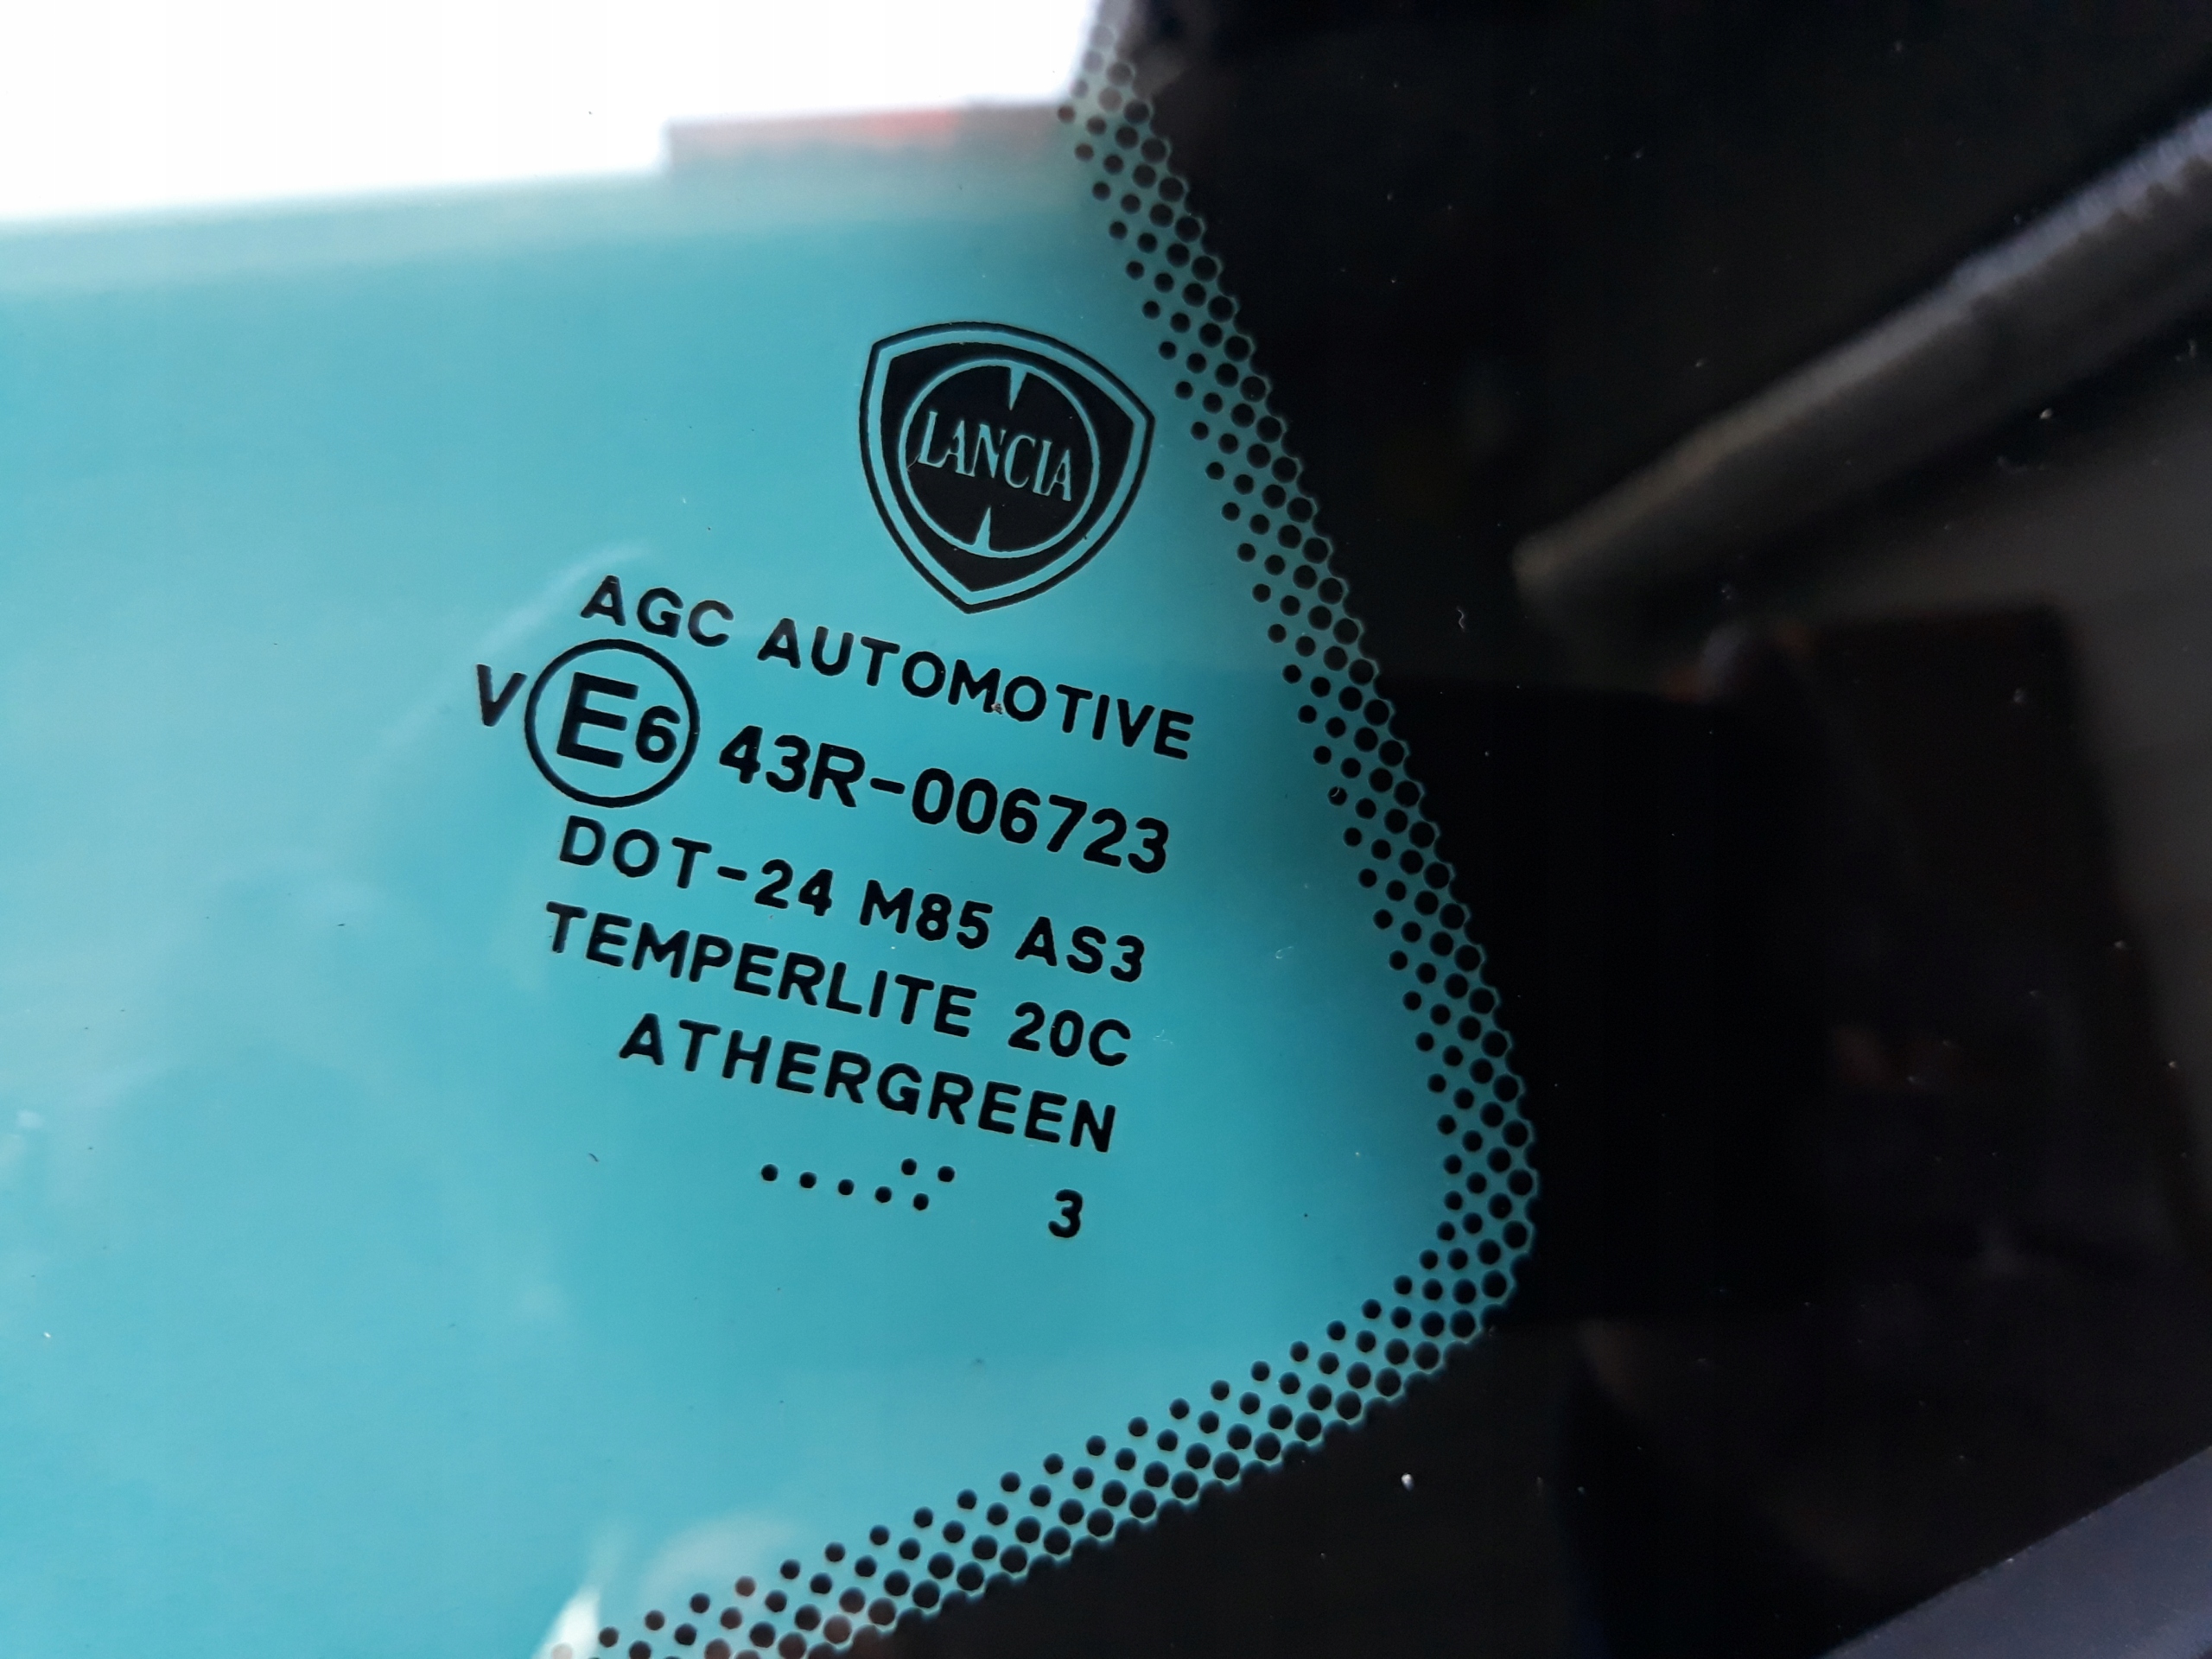 LANCIA
AGC AUTOMOTIVE
V E6 43R-006723
DOT-24 M85 AS3
TEMPERLITE 20C
ATHERGREEN
.....:· 3